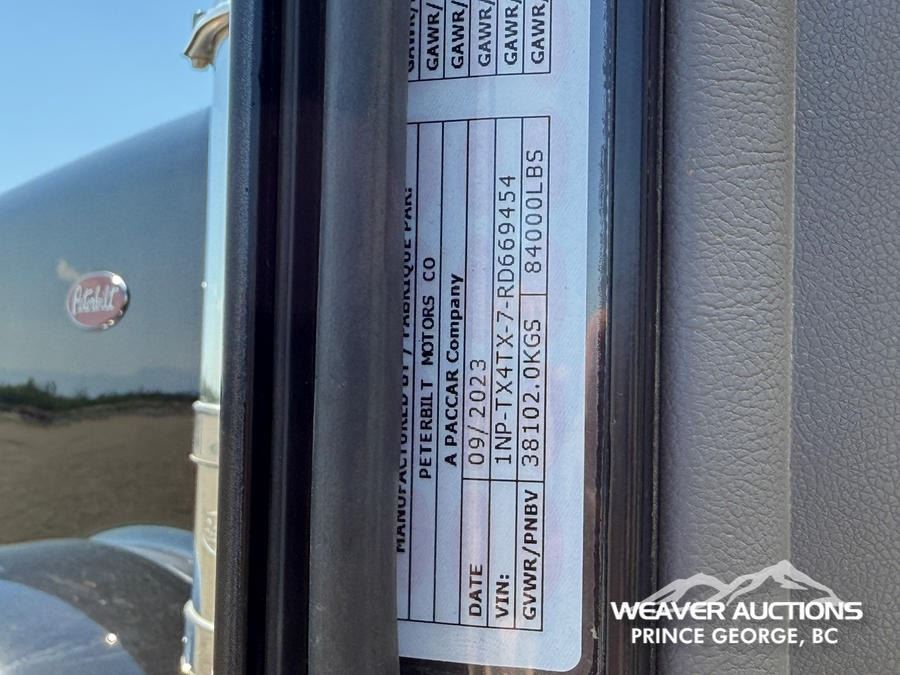 GAWR/
GAWR/
GAWR/
GAWR/
GAWR/
GAWR/
MANUFACTURED BY / FABRIQUE PAR:
PETERBILT MOTORS CO
A PACCAR Company
DATE 09/2023
VIN: 1NP-TX4TX-7-RD669454
GVWR/PNBV 38102.0KGS 84000LBS
Peterbilt
WEAVER AUCTIONS
PRINCE GEORGE, BC